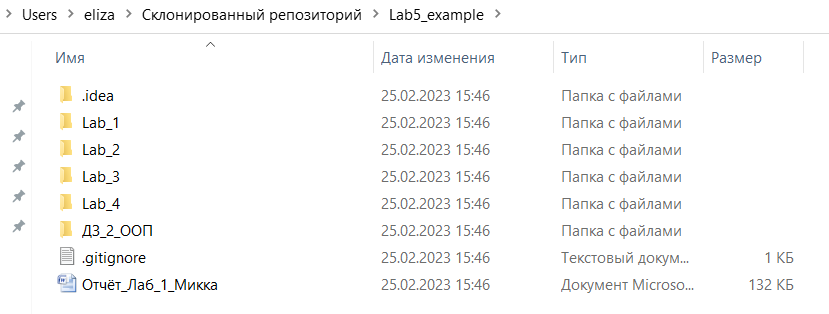 Users > eliza > Склонированный репозиторий > Lab5_example >
Имя Дата изменения Тип Размер
.idea 25.02.2023 15:46 Папка с файлами
Lab_1 25.02.2023 15:46 Папка с файлами
Lab_2 25.02.2023 15:46 Папка с файлами
Lab_3 25.02.2023 15:46 Папка с файлами
Lab_4 25.02.2023 15:46 Папка с файлами
ДЗ_2_ООП 25.02.2023 15:46 Папка с файлами
.gitignore 25.02.2023 15:46 Текстовый докум... 1 КБ
Отчёт_Лаб_1_Микка 25.02.2023 15:46 Документ Microso... 132 КБ